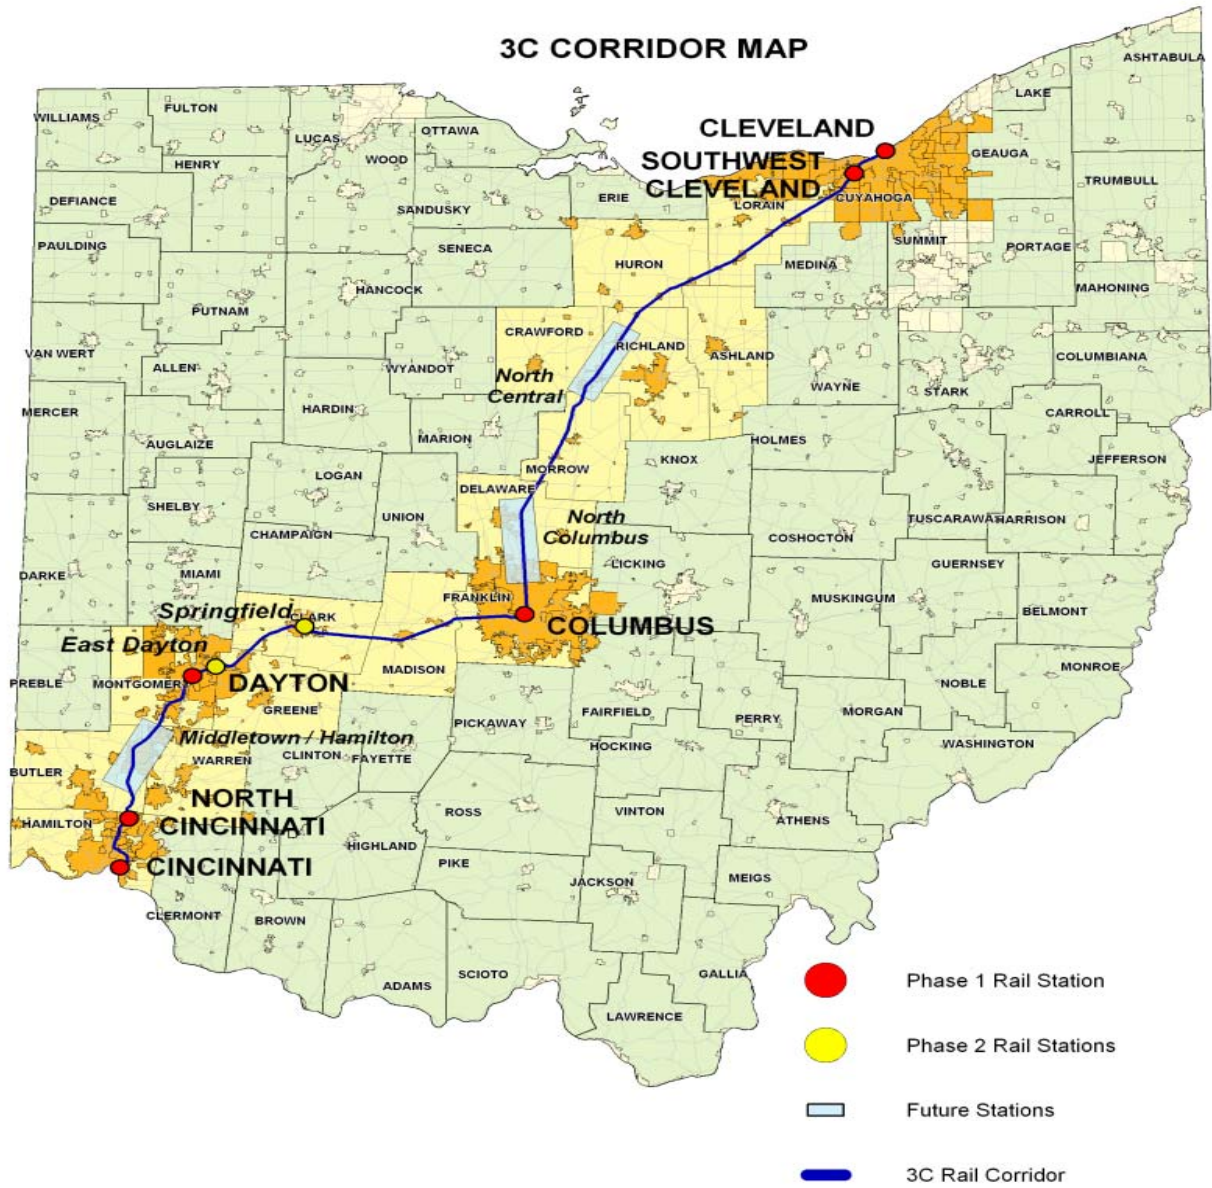 3C CORRIDOR MAP
ASHTABULA
LAKE
WILLIAMS
FULTON
LUCAS
OTTAWA
CLEVELAND
GEAUGA
HENRY
WOOD
SOUTHWEST
CLEVELAND
TRUMBULL
DEFIANCE
SANDUSKY
ERIE
LORAIN
CUYAHOGA
PAULDING
SENECA
SUMMIT
PORTAGE
HURON
MEDINA
HANCOCK
MAHONING
PUTNAM
CRAWFORD
RICHLAND
ASHLAND
VAN WERT
ALLEN
WYANDOT
COLUMBIANA
North
Central
WAYNE
STARK
MERCER
HARDIN
CARROLL
AUGLAIZE
MARION
HOLMES
KNOX
JEFFERSON
LOGAN
MORROW
DELAWARE
SHELBY
UNION
North
Columbus
TUSCARAWA
HARRISON
CHAMPAIGN
COSHOCTON
DARKE
MIAMI
LICKING
GUERNSEY
FRANKLIN
MUSKINGUM
BELMONT
Springfield
CLARK
COLUMBUS
East Dayton
MADISON
MONROE
PREBLE
MONTGOMER
DAYTON
NOBLE
GREENE
PICKAWAY
FAIRFIELD
PERRY
MORGAN
Middletown / Hamilton
HOCKING
WASHINGTON
BUTLER
WARREN
CLINTON
FAYETTE
NORTH
CINCINNATI
ROSS
VINTON
ATHENS
HAMILTON
HIGHLAND
CINCINNATI
PIKE
JACKSON
MEIGS
CLERMONT
BROWN
ADAMS
SCIOTO
GALLIA
LAWRENCE
Phase 1 Rail Station
Phase 2 Rail Stations
Future Stations
3C Rail Corridor